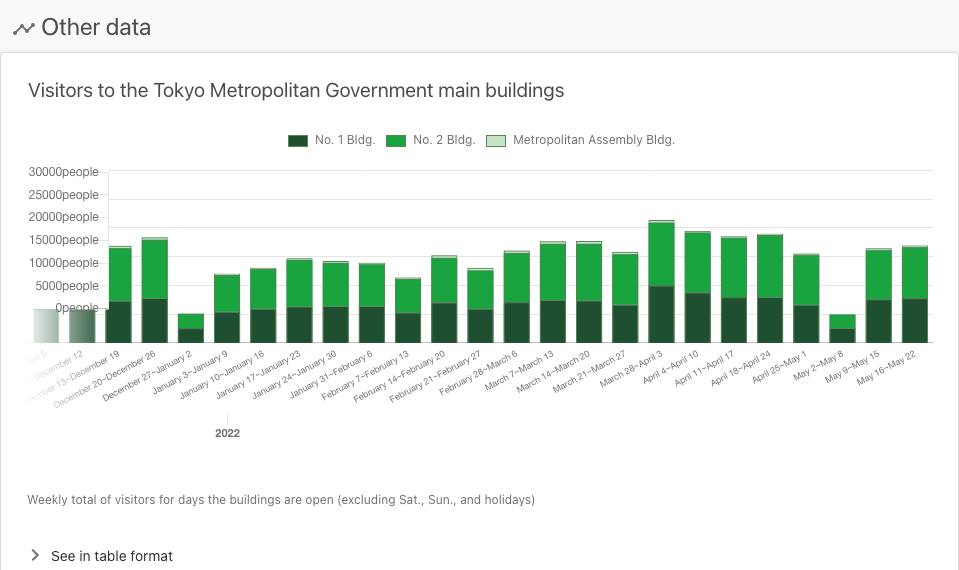 Other data
Visitors to the Tokyo Metropolitan Government main buildings
No. 1 Bldg. No. 2 Bldg. Metropolitan Assembly Bldg.
30000people
25000people
20000people
15000people
10000people
5000people
0people
December 12
13~December 19
December 20~December 26
December 27~January 2
January 3~January 9
January 10~January 16
January 17~January 23
January 24~January 30
January 31~February 6
February 7~February 13
February 14~February 20
February 21~February 27
February 28~March 6
March 7~March 13
March 14~March 20
March 21~March 27
March 28~April 3
April 4~April 10
April 11~April 17
April 18~April 24
April 25~May 1
May 2~May 8
May 9~May 15
May 16~May 22
2022
Weekly total of visitors for days the buildings are open (excluding Sat., Sun., and holidays)
See in table format